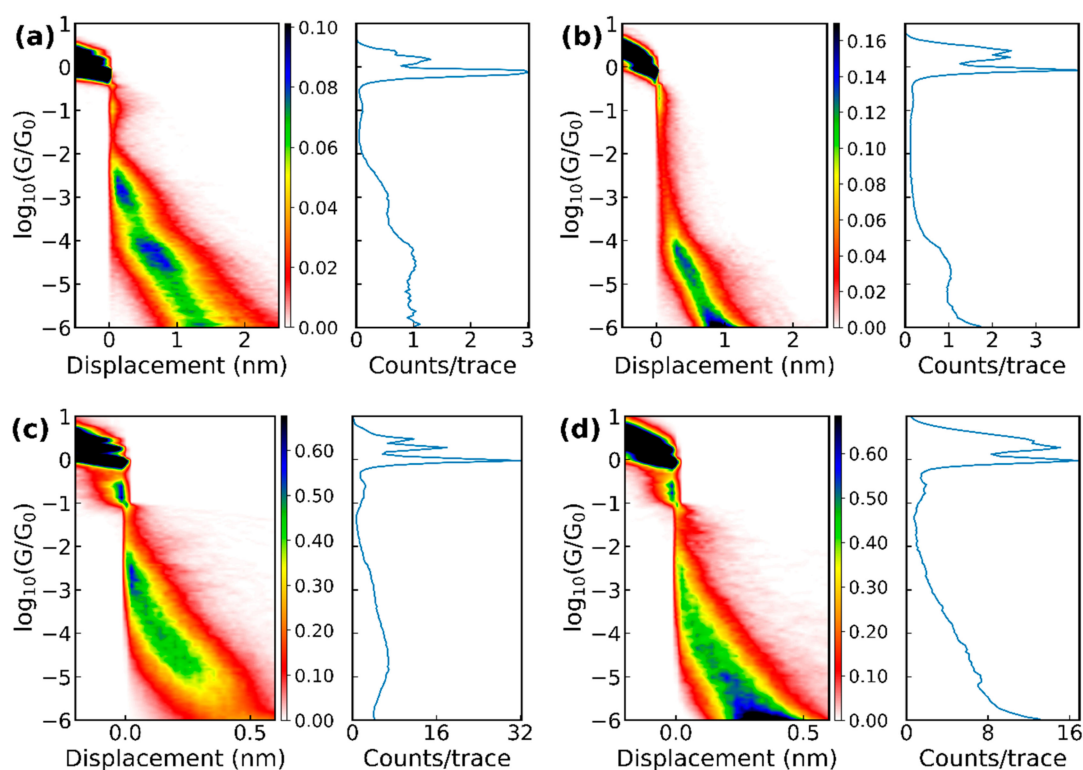 (a)
1
0
−1
−2
−3
−4
−5
−6
log10(G/G0)
0 1 2
Displacement (nm)
0.10
0.08
0.06
0.04
0.02
0.00
0 1 2 3
Counts/trace
(b)
1
0
−1
−2
−3
−4
−5
−6
log10(G/G0)
0 1 2
Displacement (nm)
0.16
0.14
0.12
0.10
0.08
0.06
0.04
0.02
0.00
0 1 2 3
Counts/trace
(c)
1
0
−1
−2
−3
−4
−5
−6
log10(G/G0)
0.0 0.5
Displacement (nm)
0.60
0.50
0.40
0.30
0.20
0.10
0.00
0 16 32
Counts/trace
(d)
1
0
−1
−2
−3
−4
−5
−6
log10(G/G0)
0.0 0.5
Displacement (nm)
0.60
0.50
0.40
0.30
0.20
0.10
0.00
0 8 16
Counts/trace